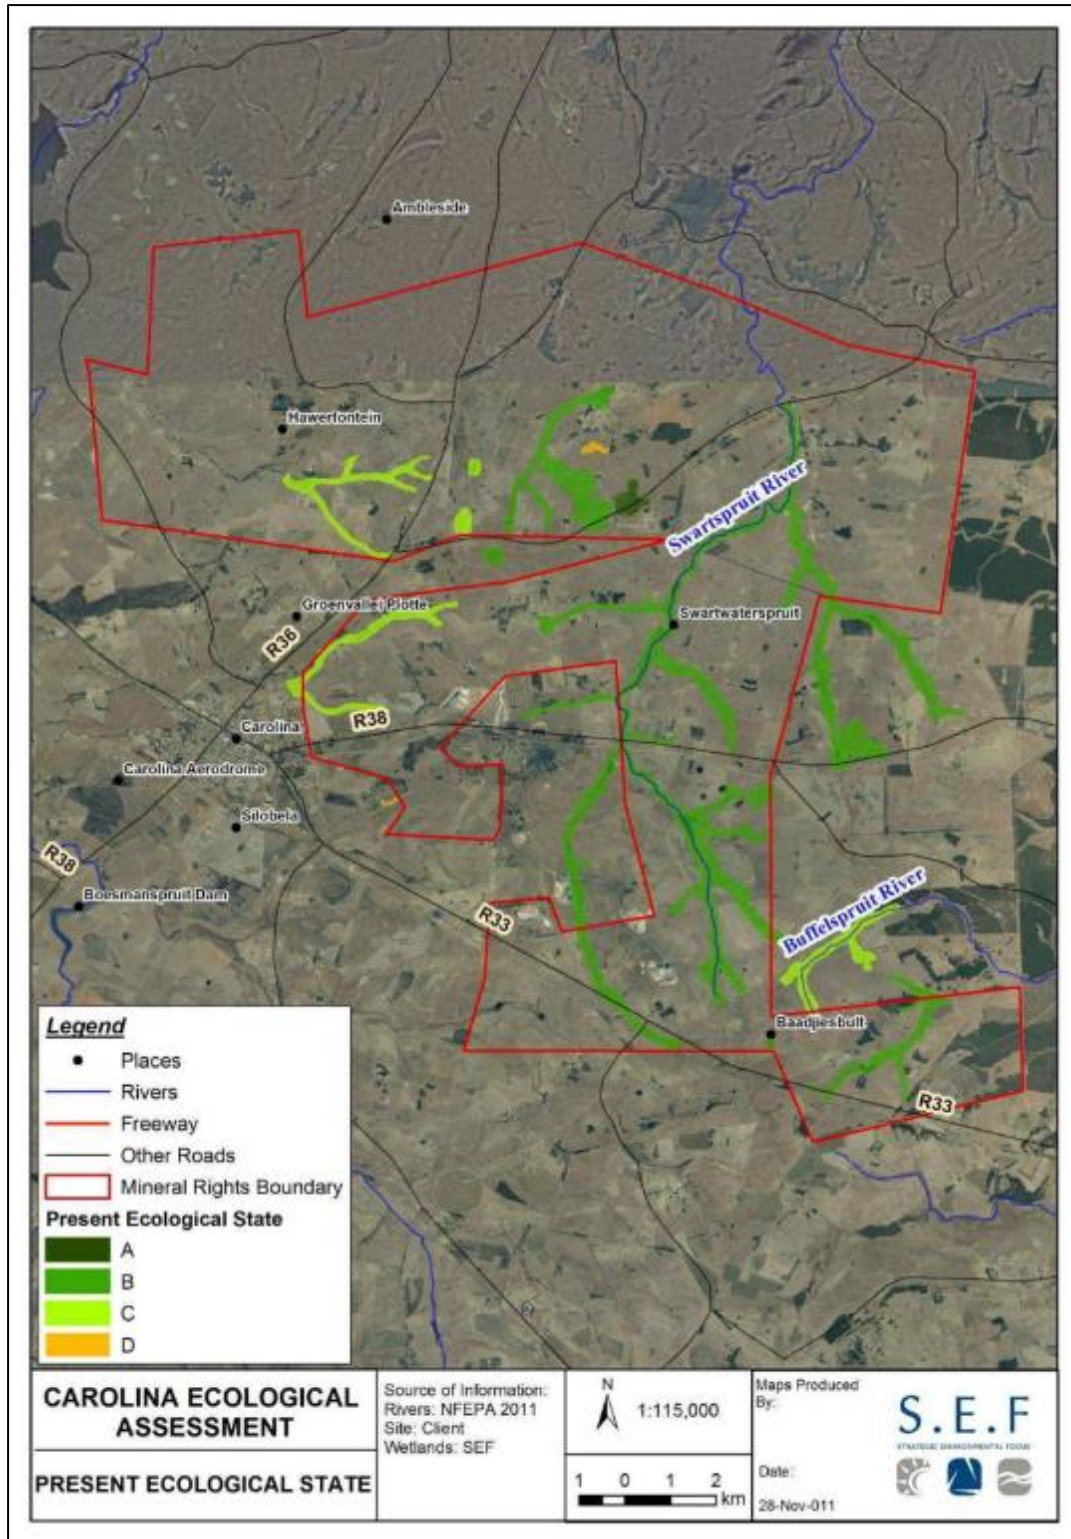 Ambleside
Hawerfontein
Swartspruit River
Groenvallei Plotte
Swartwaterspruit
R36
R38
Carolina
Carolina Aerodrome
Silobela
R38
Boesmanspruit Dam
R33
Buffelspruit River
Baadjiesbult
R33
Legend
Places
Rivers
Freeway
Other Roads
Mineral Rights Boundary
Present Ecological State
A
B
C
D
CAROLINA ECOLOGICAL
ASSESSMENT
PRESENT ECOLOGICAL STATE
Source of Information:
Rivers: NFEPA 2011
Site: Client
Wetlands: SEF
N
1:115,000
1 0 1 2
km
Maps Produced
By:
S.E.F
STRATEGIC ENVIRONMENTAL FOCUS
Date:
28-Nov-011